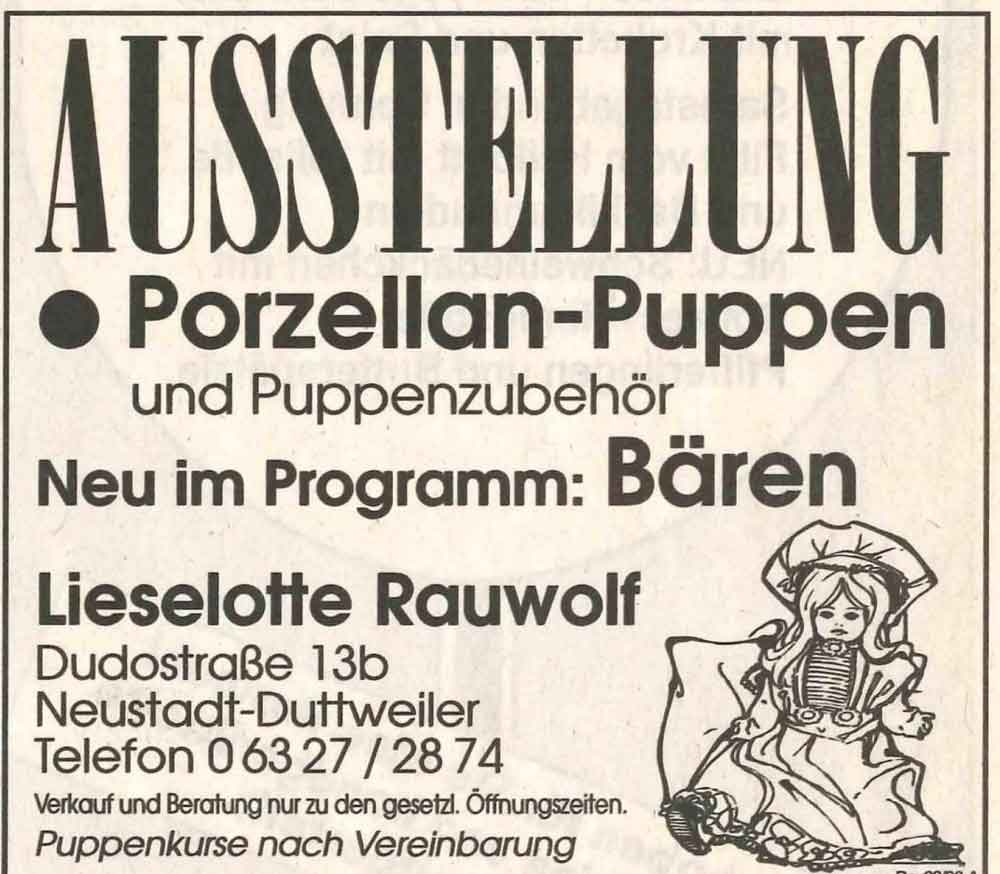 AUSSTELLUNG
● Porzellan-Puppen
und Puppenzubehör
Neu im Programm: Bären
Lieselotte Rauwolf
Dudostraße 13b
Neustadt-Duttweiler
Telefon 0 63 27 / 28 74
Verkauf und Beratung nur zu den gesetzl. Öffnungszeiten.
Puppenkurse nach Vereinbarung